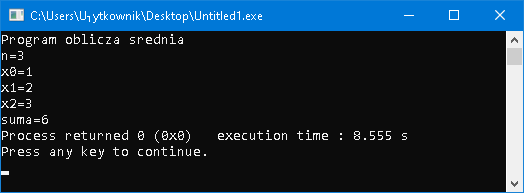 C:\Users\U¬ytkownik\Desktop\Untitled1.exe
Program oblicza srednia
n=3
x0=1
x1=2
x2=3
suma=6
Process returned 0 (0x0)   execution time : 8.555 s
Press any key to continue.